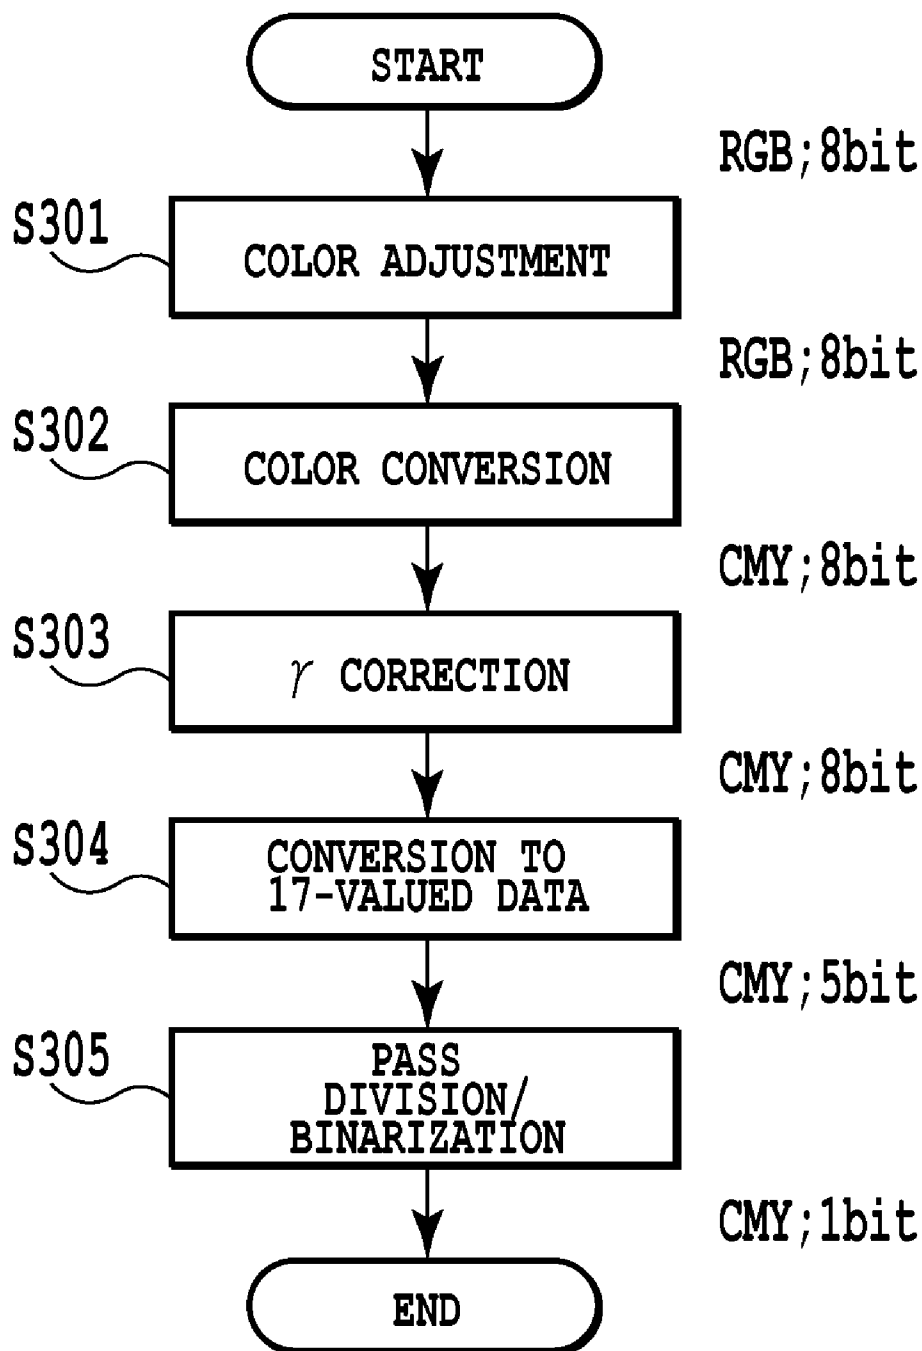 START
RGB;8bit
S301
COLOR ADJUSTMENT
RGB;8bit
S302
COLOR CONVERSION
CMY;8bit
S303
γ CORRECTION
CMY;8bit
S304
CONVERSION TO
17-VALUED DATA
CMY;5bit
S305
PASS
DIVISION/
BINARIZATION
CMY;1bit
END